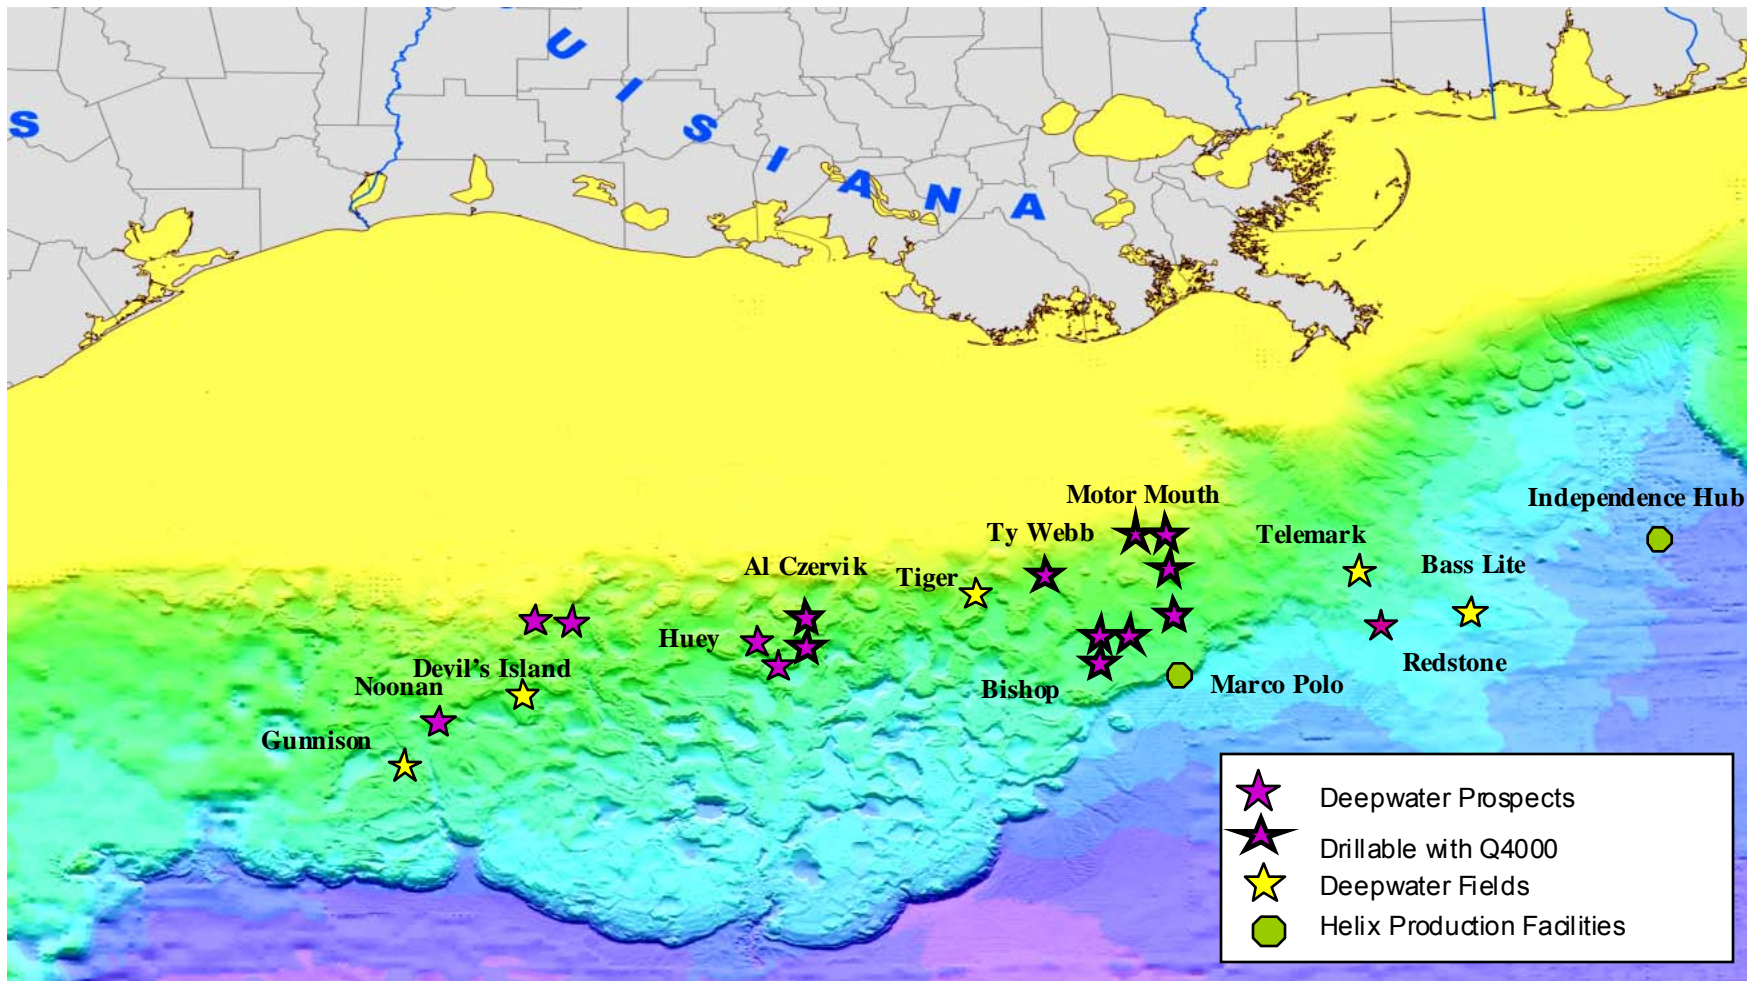 S
U
I
S
I
A
N
A
Motor Mouth
Independence Hub
Ty Webb
Telemark
Al Czervik
Tiger
Bass Lite
Huey
Devil's Island
Noonan
Redstone
Bishop
Marco Polo
Gunnison
Deepwater Prospects
Drillable with Q4000
Deepwater Fields
Helix Production Facilities